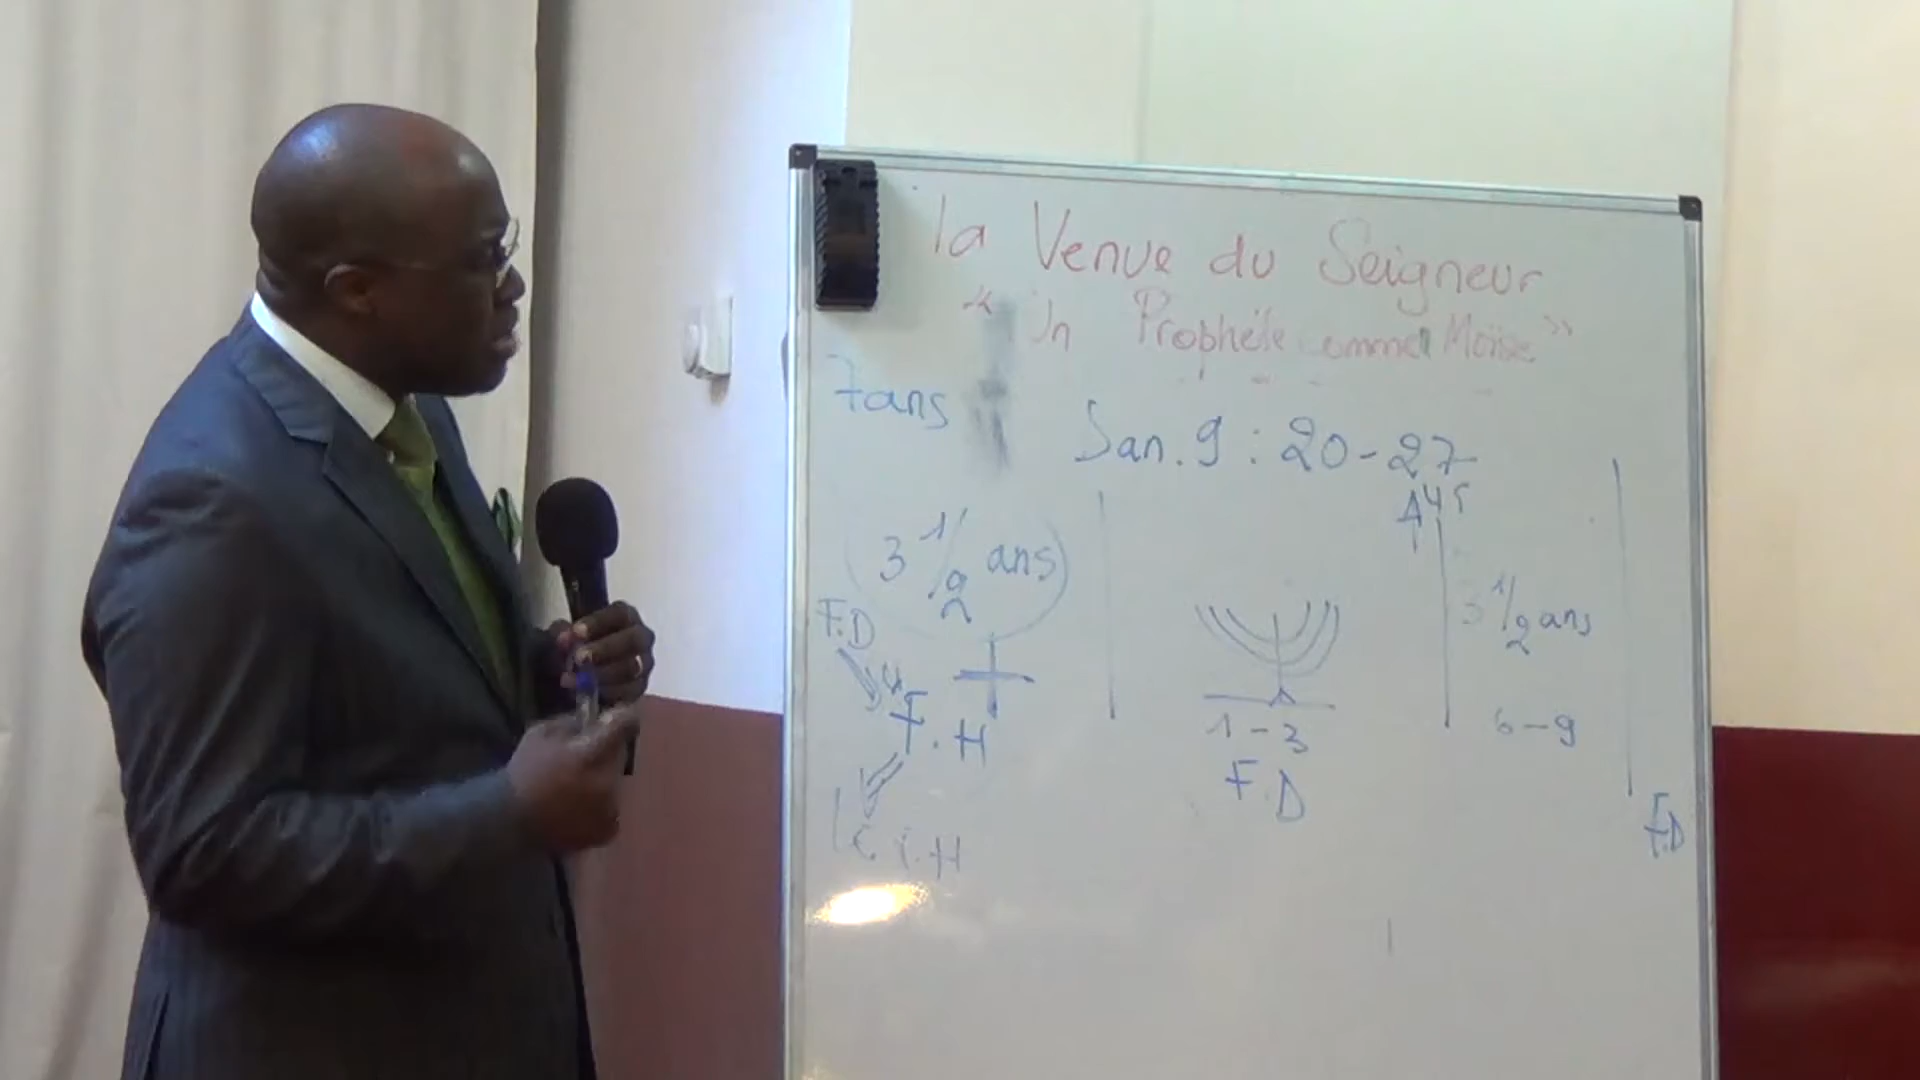 la Venue du Seigneur
" Un Prophète comme Moïse"
7ans
Dan. 9 : 20-27
3 1/2 ans
3 1/2 ans
F.D
F.H
1-3
6-9
F.D
F.D